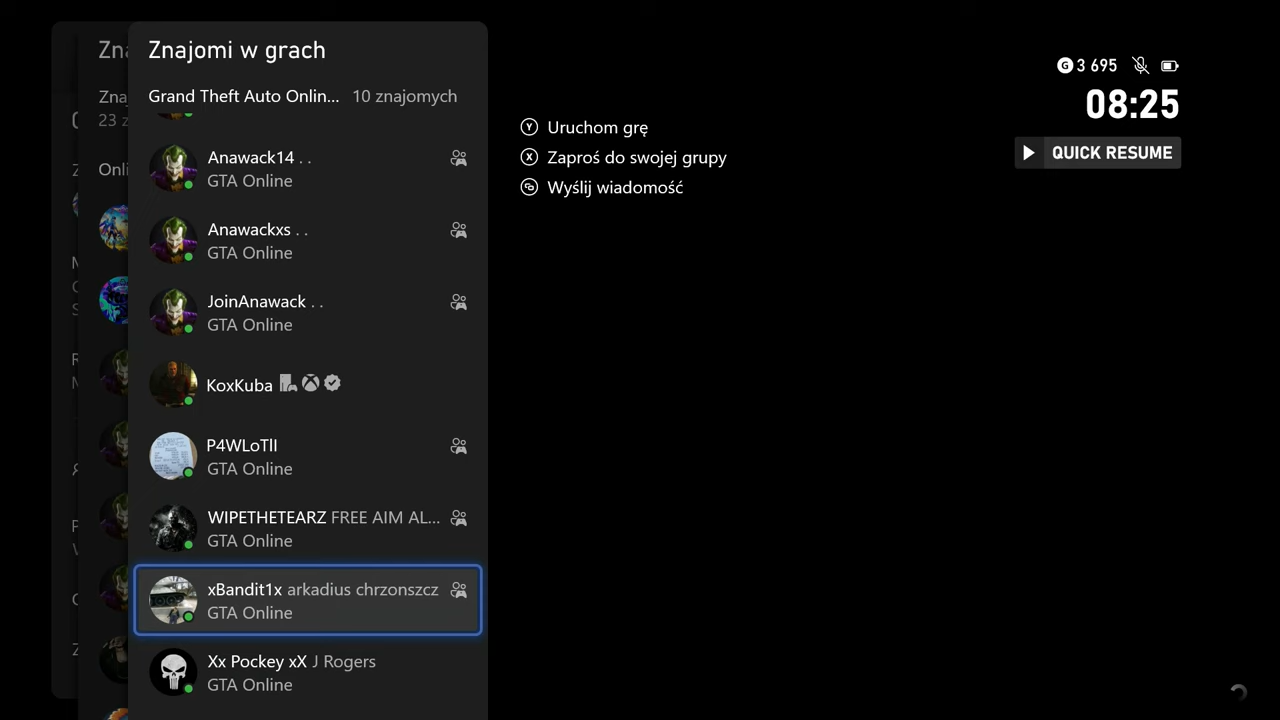 Znajomi w grach
Grand Theft Auto Onlin... 10 znajomych
Anawack14 . .
GTA Online
Anawackxs . .
GTA Online
JoinAnawack . .
GTA Online
KoxKuba
P4WLoTlI
GTA Online
WIPETHETEARZ FREE AIM AL...
GTA Online
xBandit1x arkadius chrzonszcz
GTA Online
Xx Pockey xX J Rogers
GTA Online
Zna
Zna
23 z
Onli
Y Uruchom grę
X Zaproś do swojej grupy
Wyślij wiadomość
G 3 695
08:25
QUICK RESUME